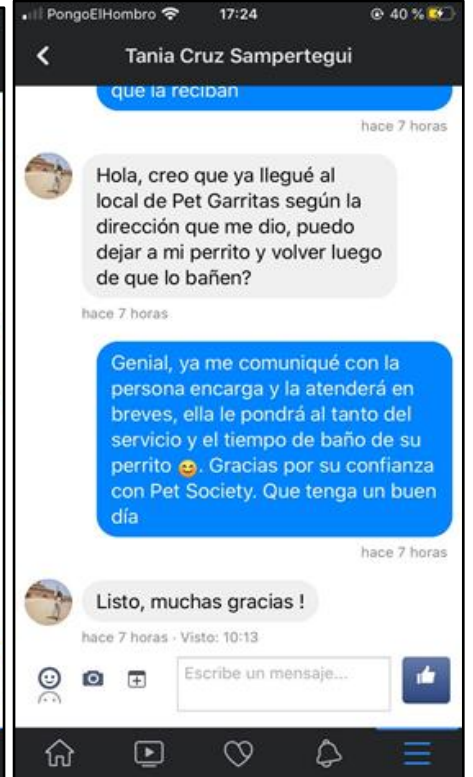 PongoElHombre 17:24 40 %
Tania Cruz Sampertegui
que la reciban
hace 7 horas
Hola, creo que ya llegué al
local de Pet Garritas según la
dirección que me dio, puedo
dejar a mi perrito y volver luego
de que lo bañen?
hace 7 horas
Genial, ya me comuniqué con la
persona encarga y la atenderá en
breves, ella le pondrá al tanto del
servicio y el tiempo de baño de su
perrito 😅. Gracias por su confianza
con Pet Society. Que tenga un buen
día
hace 7 horas
Listo, muchas gracias !
hace 7 horas · Visto: 10:13
Escribe un mensaje...